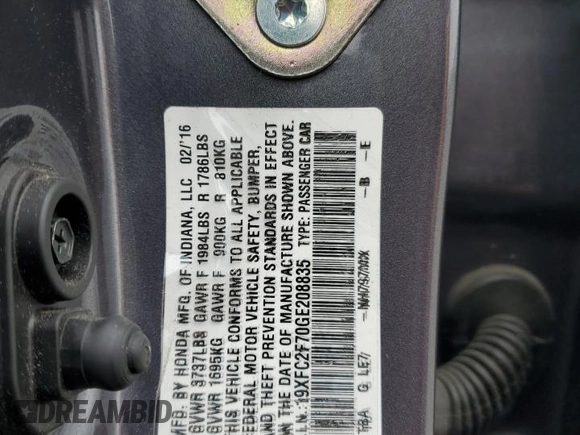 MFD. BY HONDA MFG. OF INDIANA, LLC 02/'16
GVWR 3737LBS GAWR F 1984LBS R 1786LBS
GVWR 1695KG GAWR F 900KG R 810KG
THIS VEHICLE CONFORMS TO ALL APPLICABLE
FEDERAL MOTOR VEHICLE SAFETY, BUMPER,
AND THEFT PREVENTION STANDARDS IN EFFECT
ON THE DATE OF MANUFACTURE SHOWN ABOVE.
19XFC2F70GE208835 TYPE: PASSENGER CAR
TBA G LE7 - B - E
DREAMBID